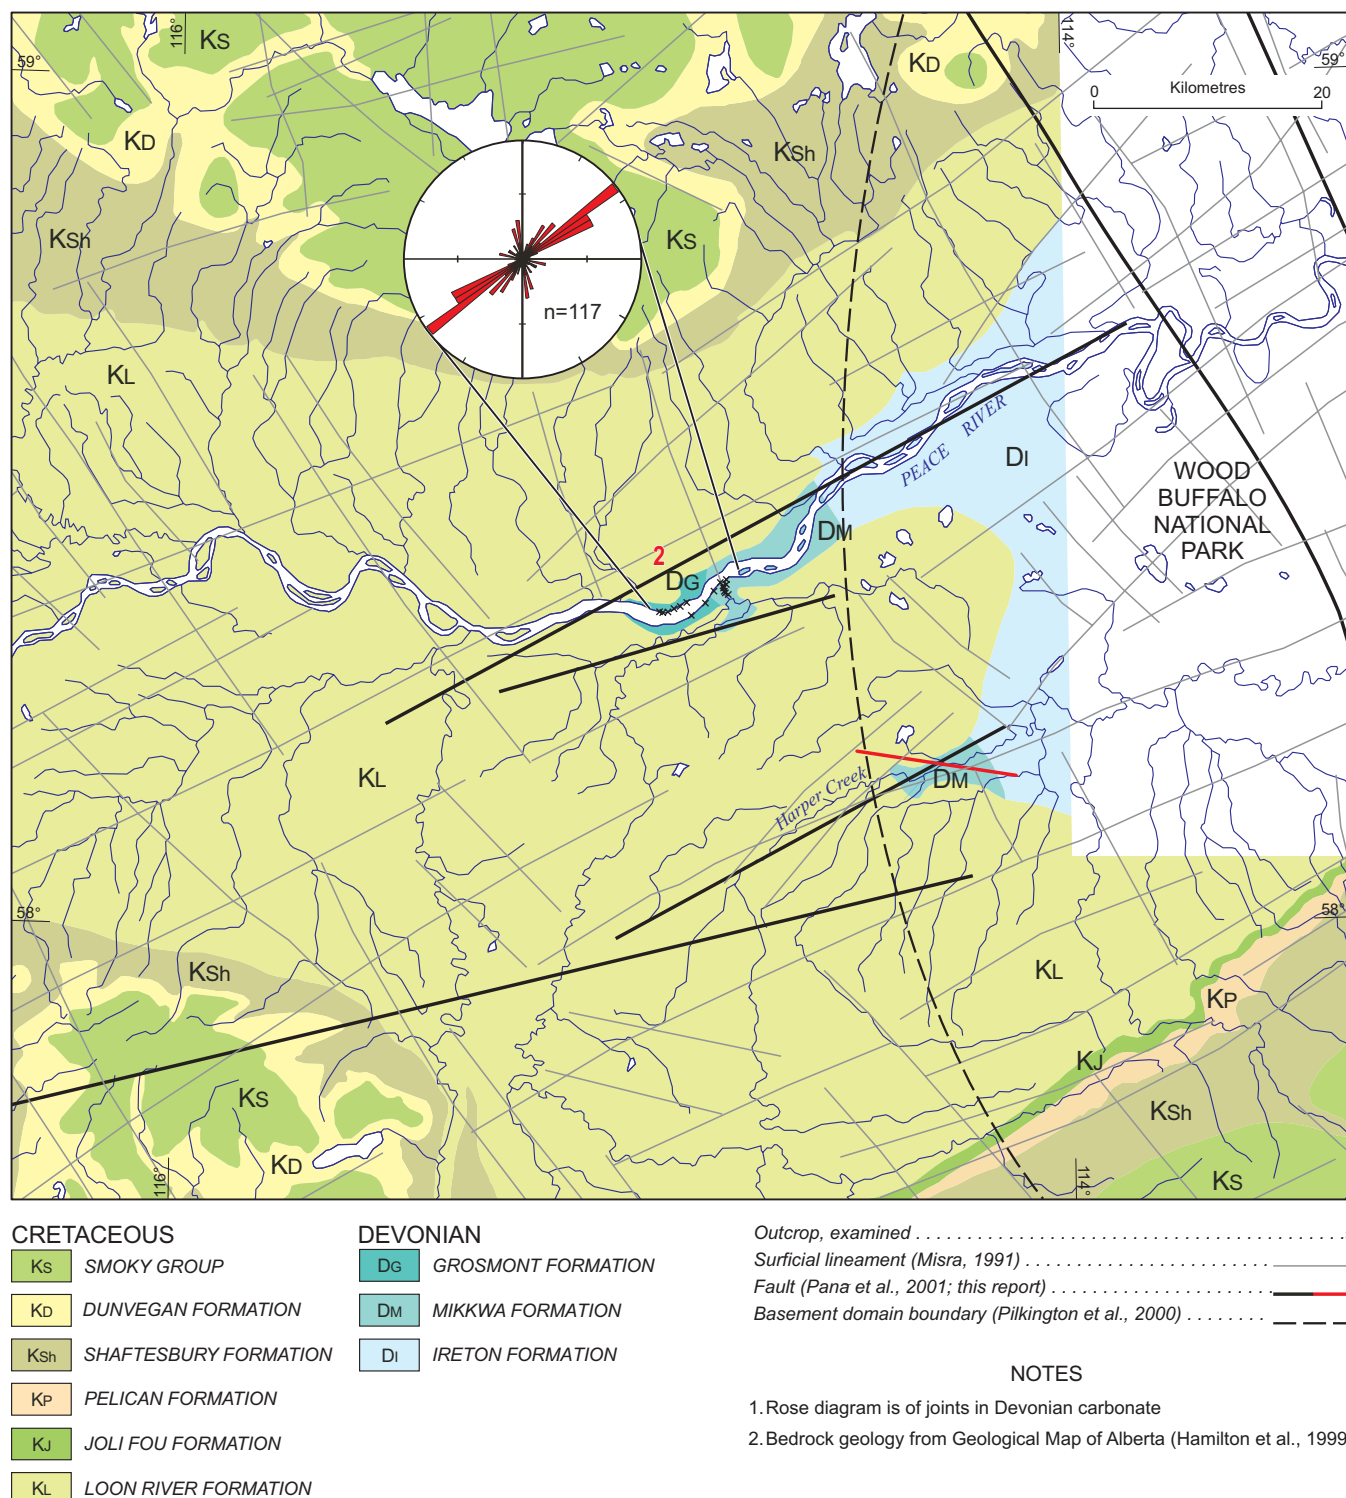 116°
KS
59°
KD
114°
59°
Kilometres
0
20
KD
KSh
KSh
KS
n=117
KL
PEACE RIVER
DI
WOOD
BUFFALO
NATIONAL
PARK
DM
2
DG
KL
Harper Creek
DM
58°
58°
KSh
KL
KP
KJ
KS
KSh
KD
116°
114°
KS
CRETACEOUS
KS SMOKY GROUP
KD DUNVEGAN FORMATION
KSh SHAFTESBURY FORMATION
KP PELICAN FORMATION
KJ JOLI FOU FORMATION
KL LOON RIVER FORMATION
DEVONIAN
DG GROSMONT FORMATION
DM MIKKWA FORMATION
DI IRETON FORMATION
Outcrop, examined
Surficial lineament (Misra, 1991)
Fault (Pana et al., 2001; this report)
Basement domain boundary (Pilkington et al., 2000)
NOTES
1. Rose diagram is of joints in Devonian carbonate
2. Bedrock geology from Geological Map of Alberta (Hamilton et al., 1999